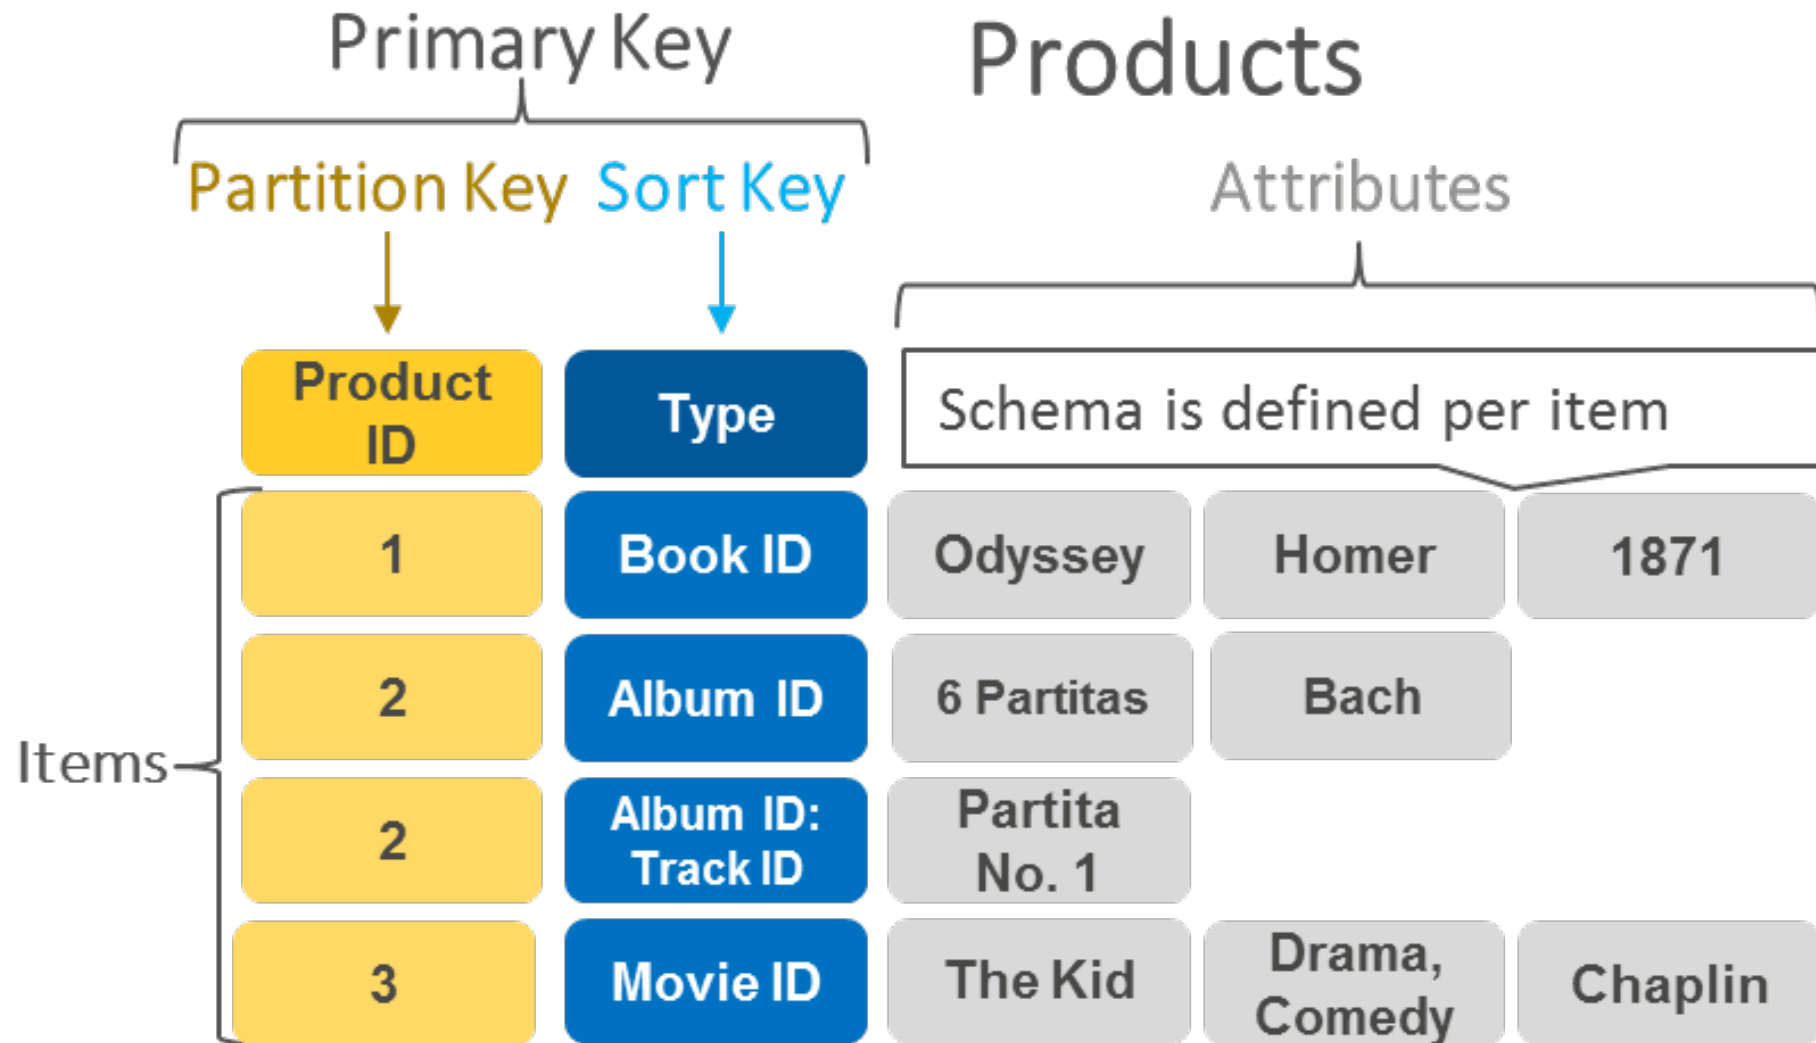 Primary Key
Products
Partition Key
Sort Key
Attributes
Product
ID
Type
Schema is defined per item
Items
1
Book ID
Odyssey
Homer
1871
2
Album ID
6 Partitas
Bach
2
Album ID:
Track ID
Partita
No. 1
3
Movie ID
The Kid
Drama,
Comedy
Chaplin